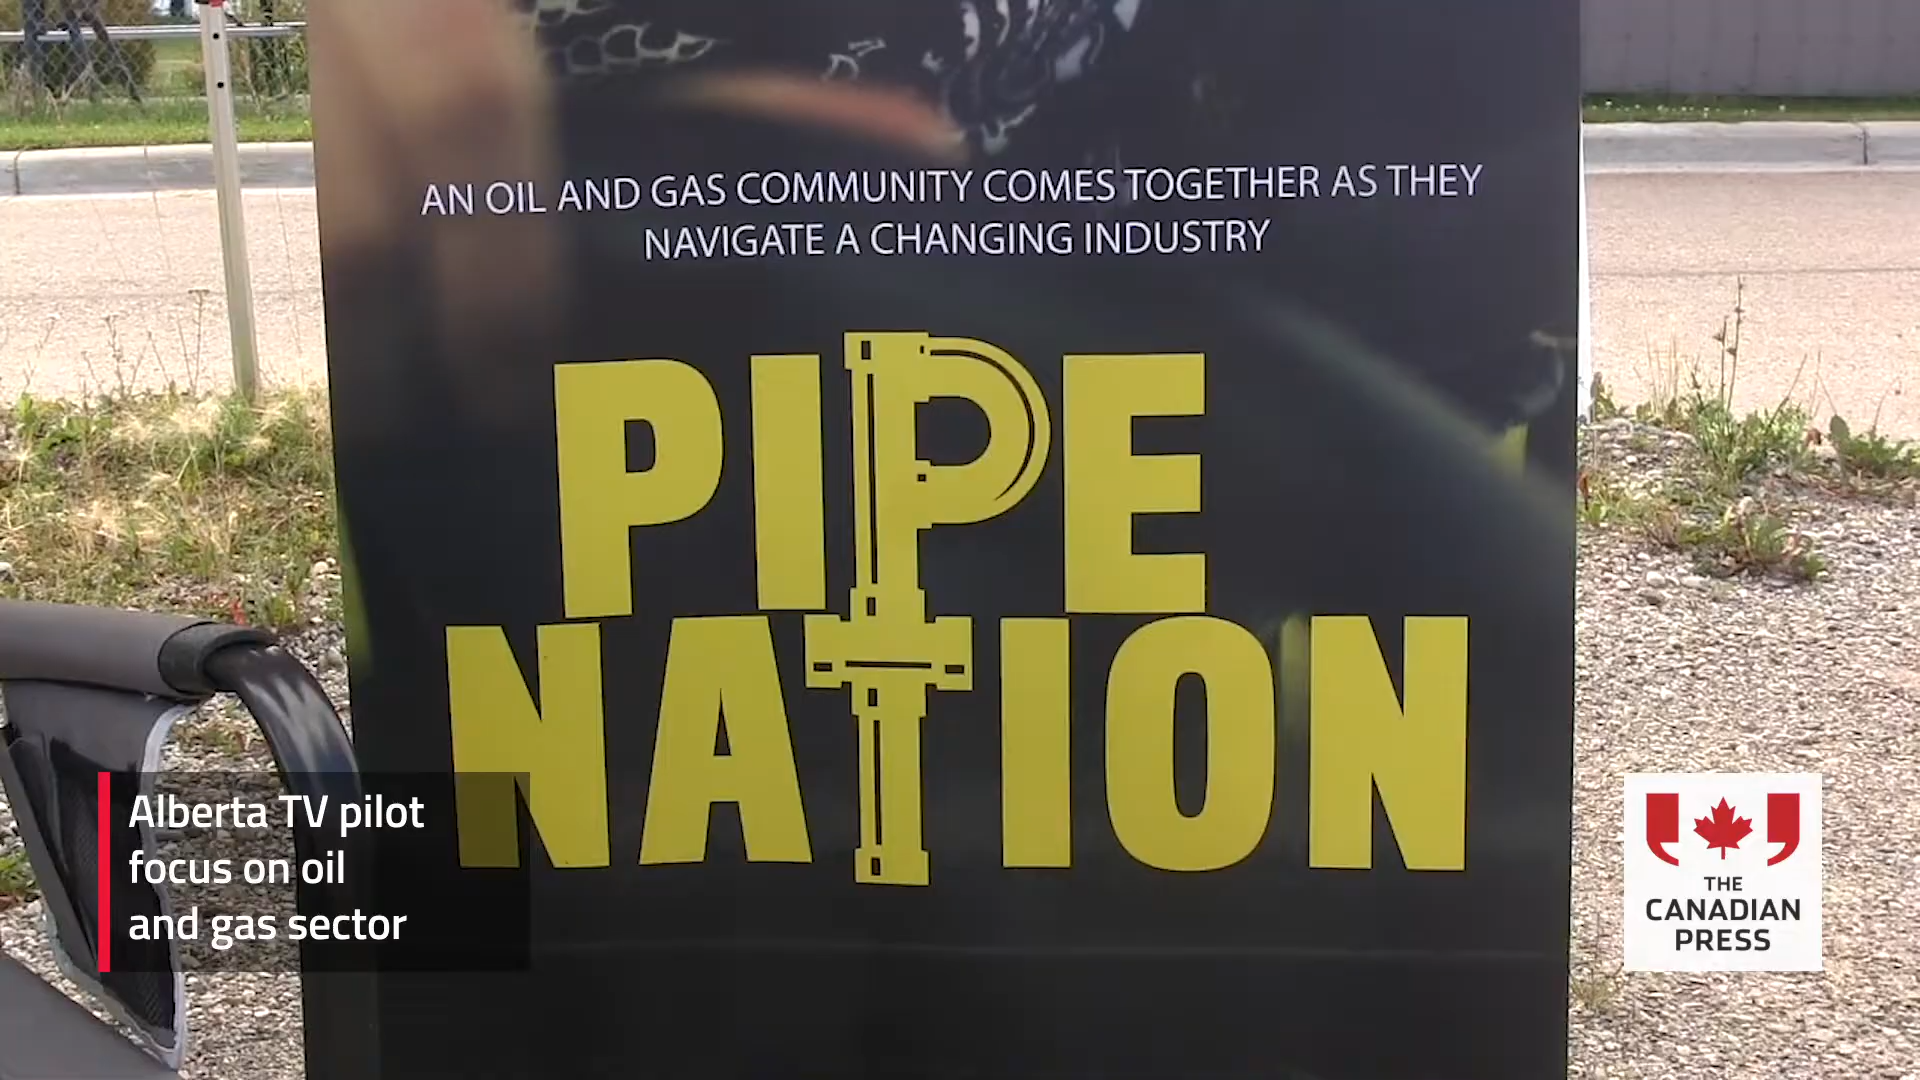 AN OIL AND GAS COMMUNITY COMES TOGETHER AS THEY
NAVIGATE A CHANGING INDUSTRY
PIPE
NATION
Alberta TV pilot
focus on oil
and gas sector
THE
CANADIAN
PRESS